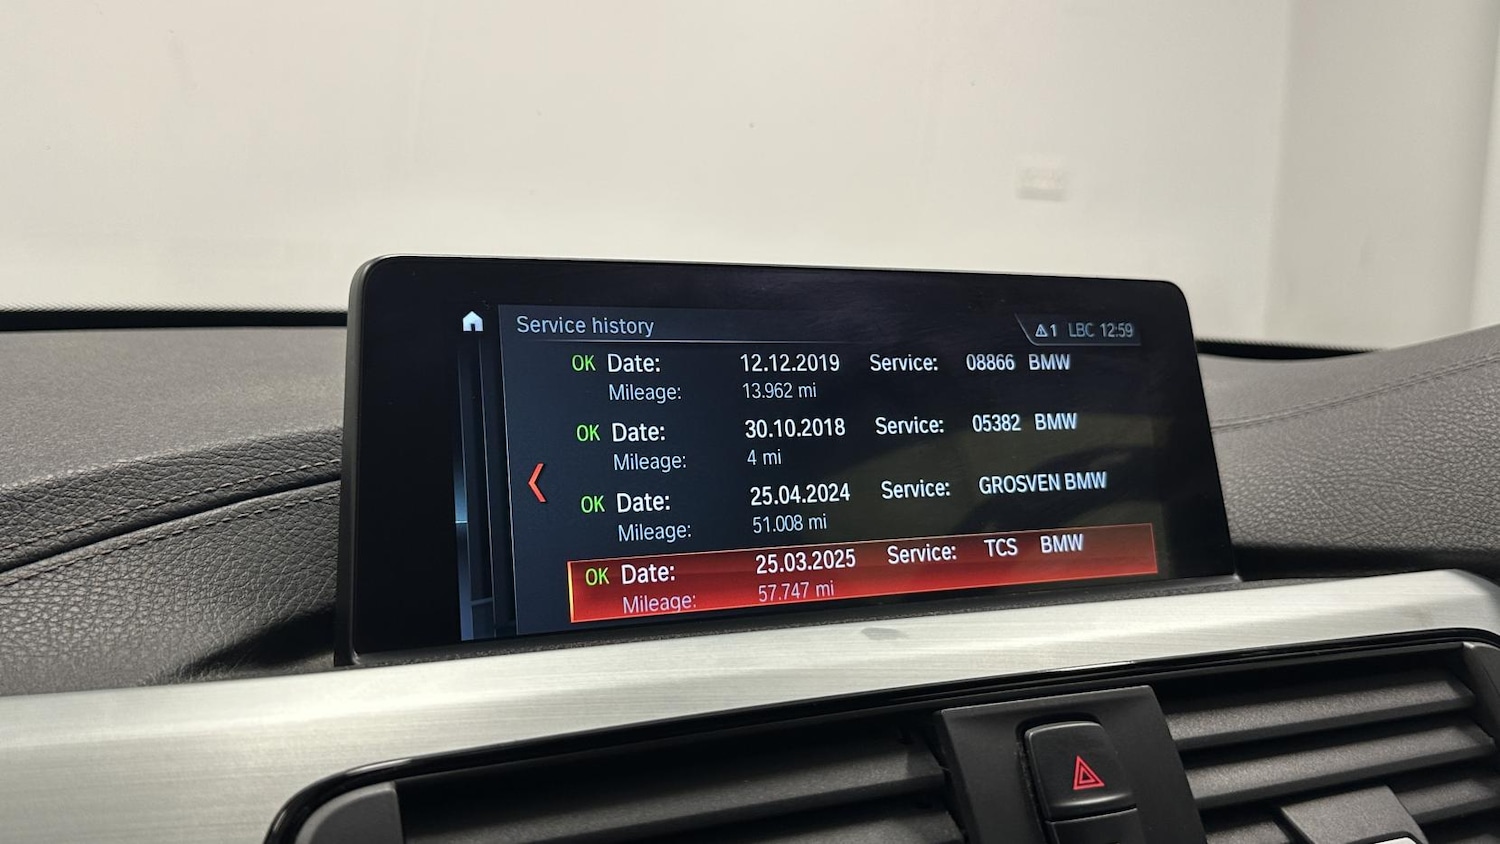 Service history
⚠1 LBC 12:59
OK Date: 12.12.2019 Service: 08866 BMW
Mileage: 13.962 mi
OK Date: 30.10.2018 Service: 05382 BMW
Mileage: 4 mi
OK Date: 25.04.2024 Service: GROSVEN BMW
Mileage: 51.008 mi
OK Date: 25.03.2025 Service: TCS BMW
Mileage: 57.747 mi